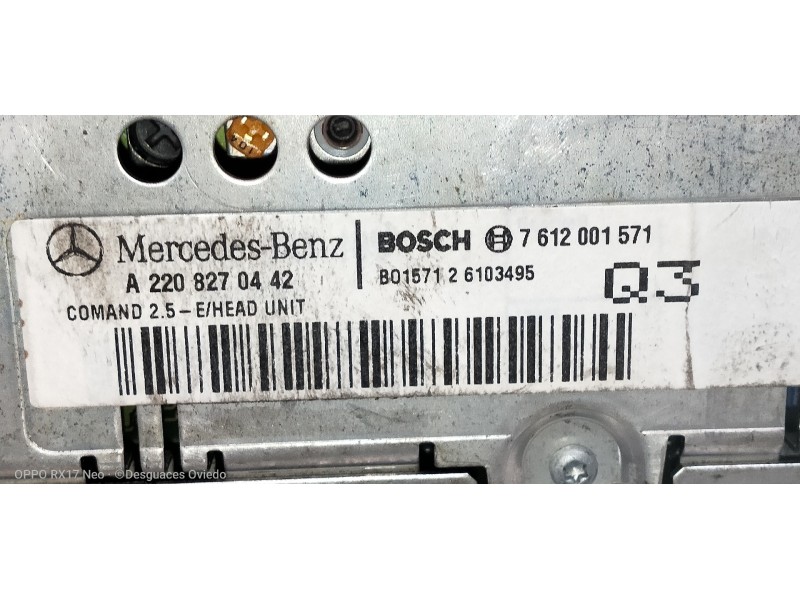 Mercedes-Benz
A 220 827 04 42
COMAND 2.5-E/HEAD UNIT
BOSCH 7 612 001 571
B01571 2 6103495
Q3
OPPO RX17 Neo · ©Desguaces Oviedo